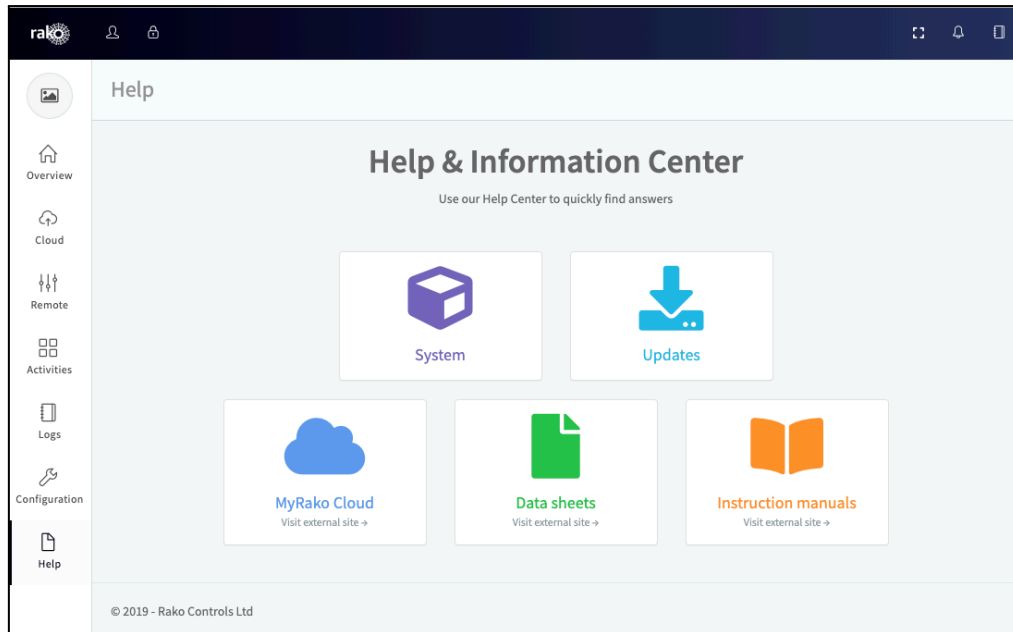 rako
Help
Overview
Cloud
Remote
Activities
Logs
Configuration
Help
Help & Information Center
Use our Help Center to quickly find answers
System
Updates
MyRako Cloud
Visit external site →
Data sheets
Visit external site →
Instruction manuals
Visit external site →
© 2019 - Rako Controls Ltd